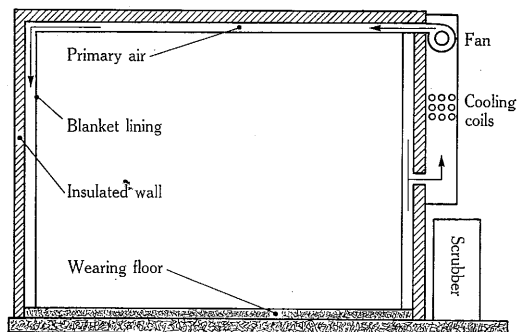 Primary air
Fan
Cooling
coils
Blanket lining
Insulated wall
Wearing floor
Scrubber